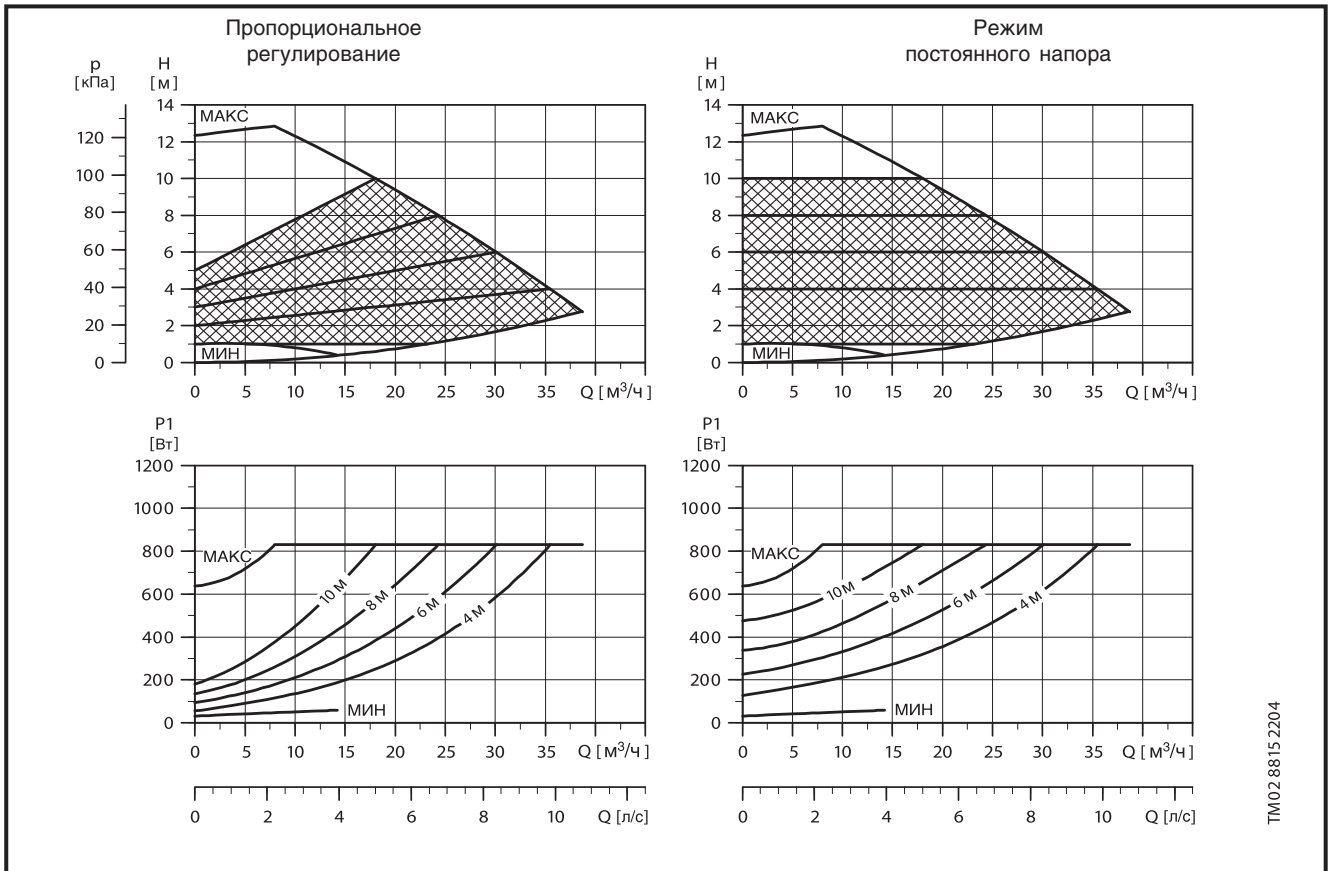 Пропорциональное
регулирование
Режим
постоянного напора
p
[кПа]
H
[м]
H
[м]
120
100
80
60
40
20
0
14
12
10
8
6
4
2
0
МАКС
МИН
0 5 10 15 20 25 30 35 Q [м³/ч]
14
12
10
8
6
4
2
0
МАКС
МИН
0 5 10 15 20 25 30 35 Q [м³/ч]
P1
[Вт]
1200
1000
800
600
400
200
0
МАКС
10 м
8 м
6 м
4 м
МИН
0 5 10 15 20 25 30 35 Q [м³/ч]
0 2 4 6 8 10 Q [л/с]
P1
[Вт]
1200
1000
800
600
400
200
0
МАКС
10 м
8 м
6 м
4 м
МИН
0 5 10 15 20 25 30 35 Q [м³/ч]
0 2 4 6 8 10 Q [л/с]
TM02 8815 2204